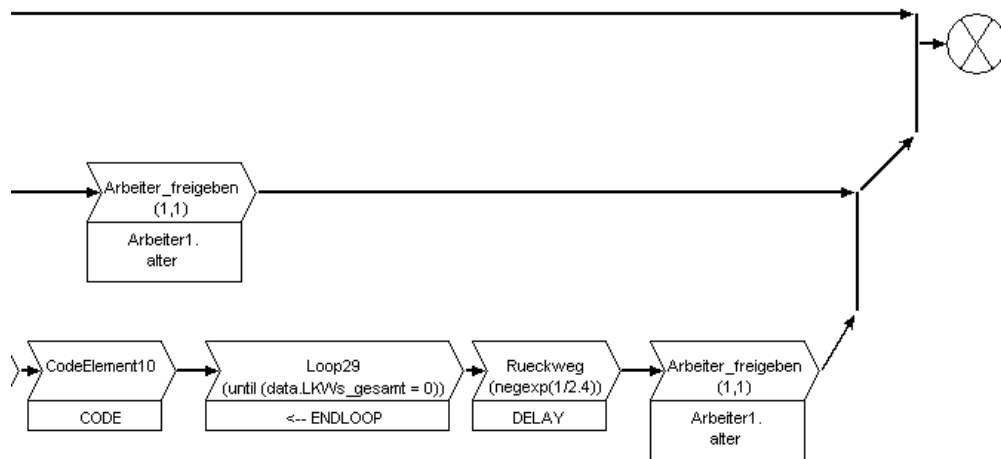 Arbeiter_freigeben
(1,1)
Arbeiter1.
alter
CodeElement10
CODE
Loop29
(until (data.LKWs_gesamt = 0))
<-- ENDLOOP
Rueckweg
(negexp(1/2.4))
DELAY
Arbeiter_freigeben
(1,1)
Arbeiter1.
alter